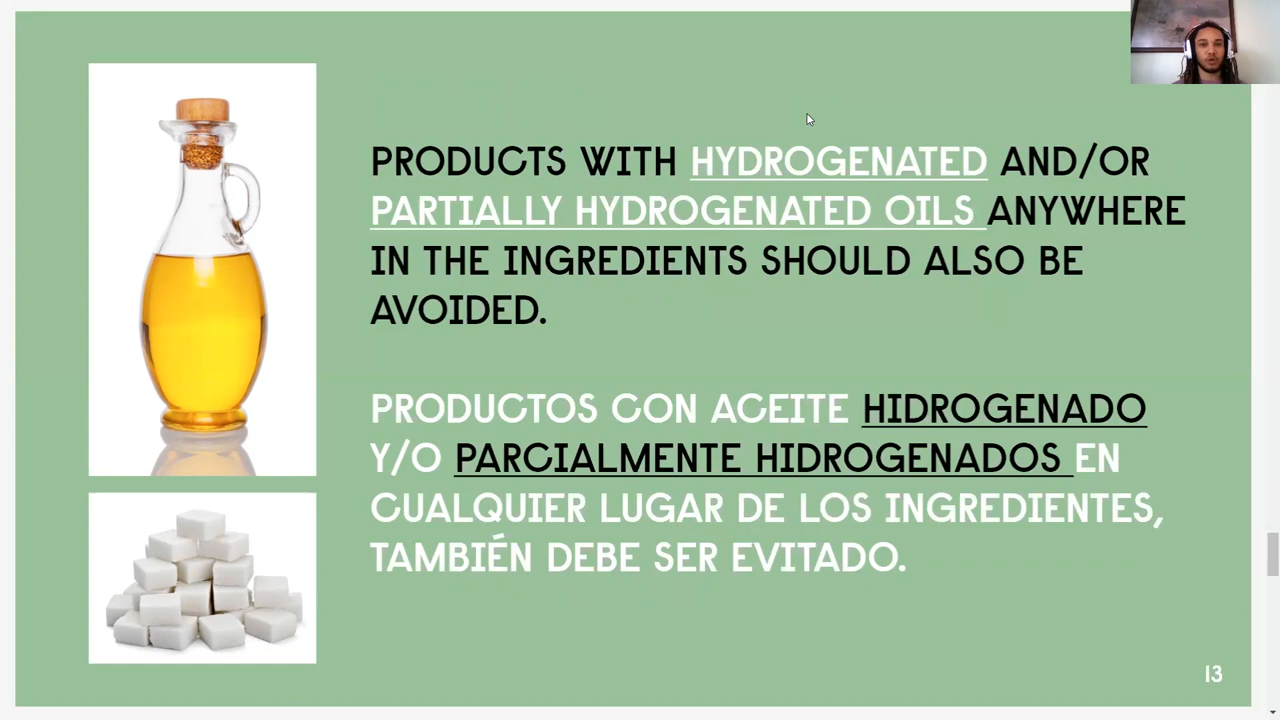 PRODUCTS WITH HYDROGENATED AND/OR
PARTIALLY HYDROGENATED OILS ANYWHERE
IN THE INGREDIENTS SHOULD ALSO BE
AVOIDED.
PRODUCTOS CON ACEITE HIDROGENADO
Y/O PARCIALMENTE HIDROGENADOS EN
CUALQUIER LUGAR DE LOS INGREDIENTES,
TAMBIÉN DEBE SER EVITADO.
13